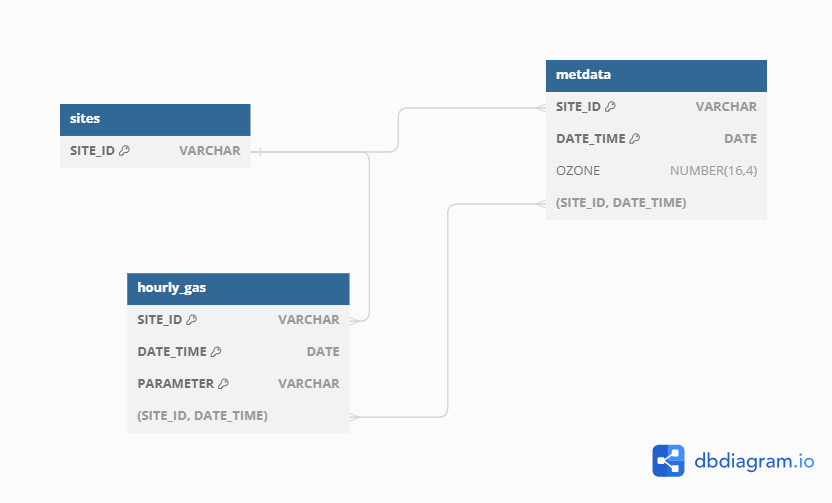 sites
SITE_ID VARCHAR
metdata
SITE_ID VARCHAR
DATE_TIME DATE
OZONE NUMBER(16,4)
(SITE_ID, DATE_TIME)
hourly_gas
SITE_ID VARCHAR
DATE_TIME DATE
PARAMETER VARCHAR
(SITE_ID, DATE_TIME)
dbdiagram.io